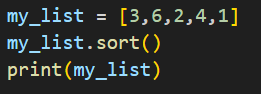 my_list = [3,6,2,4,1]
my_list.sort()
print(my_list)